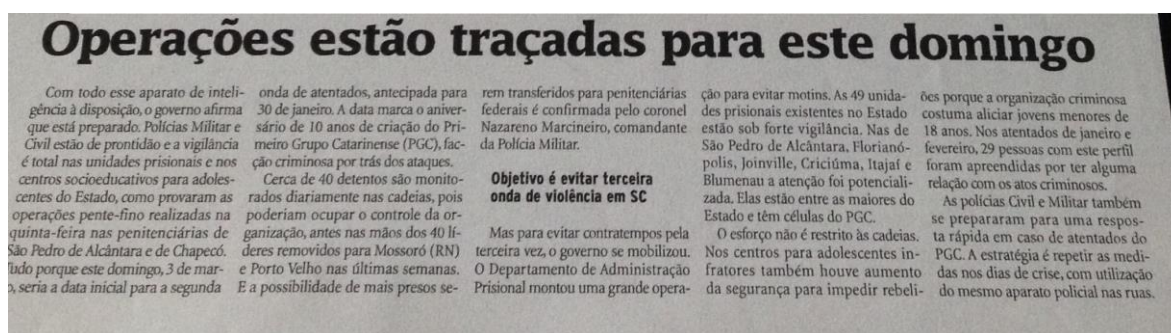 Operações estão traçadas para este domingo
Com todo esse aparato de inteli-
gência à disposição, o governo afirma
que está preparado. Polícias Militar e
Civil estão de prontidão e a vigilância
é total nas unidades prisionais e nos
centros socioeducativos para adoles-
centes do Estado, como provaram as
operações pente-fino realizadas na
quinta-feira nas penitenciárias de
São Pedro de Alcântara e de Chapecó.
Tudo porque este domingo, 3 de mar-
o, seria a data inicial para a segunda
onda de atentados, antecipada para
30 de janeiro. A data marca o aniver-
sário de 10 anos de criação do Pri-
meiro Grupo Catarinense (PGC), fac-
ção criminosa por trás dos ataques.
Cerca de 40 detentos são monito-
rados diariamente nas cadeias, pois
poderiam ocupar o controle da or-
ganização, antes nas mãos dos 40 lí-
deres removidos para Mossoró (RN)
e Porto Velho nas últimas semanas.
E a possibilidade de mais presos se-
rem transferidos para penitenciárias
federais é confirmada pelo coronel
Nazareno Marcineiro, comandante
da Polícia Militar.
Objetivo é evitar terceira
onda de violência em SC
Mas para evitar contratempos pela
terceira vez, o governo se mobilizou.
O Departamento de Administração
Prisional montou uma grande opera-
ção para evitar motins. As 49 unida-
des prisionais existentes no Estado
estão sob forte vigilância. Nas de
São Pedro de Alcântara, Florianó-
polis, Joinville, Criciúma, Itajaí e
Blumenau a atenção foi potenciali-
zada. Elas estão entre as maiores do
Estado e têm células do PGC.
O esforço não é restrito às cadeias.
Nos centros para adolescentes in-
fratores também houve aumento
da segurança para impedir rebeli-
ões porque a organização criminosa
costuma aliciar jovens menores de
18 anos. Nos atentados de janeiro e
fevereiro, 29 pessoas com este perfil
foram apreendidas por ter alguma
relação com os atos criminosos.
As polícias Civil e Militar também
se prepararam para uma respos-
ta rápida em caso de atentados do
PGC. A estratégia é repetir as medi-
das nos dias de crise, com utilização
do mesmo aparato policial nas ruas.